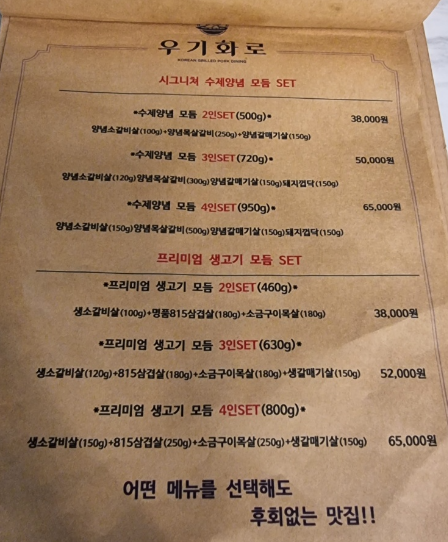 우기화로
KOREAN GRILLED PORK DINING
시그니쳐 수제양념 모듬 SET
•수제양념 모듬 2인SET(500g)•
38,000원
양념소갈비살(100g)+양념목살갈비(250g)+양념갈매기살(150g)
•수제양념 모듬 3인SET(720g)•
50,000원
양념소갈비살(120g)양념목살갈비(300g)양념갈매기살(150g)돼지껍닥(150g)
•수제양념 모듬 4인SET(950g)•
65,000원
양념소갈비살(150g)양념목살갈비(500g)양념갈매기살(150g)돼지껍닥(150g)
프리미엄 생고기 모듬 SET
•프리미엄 생고기 모듬 2인SET(460g)•
생소갈비살(100g)+명품815삼겹살(180g)+소금구이목살(180g) 38,000원
•프리미엄 생고기 모듬 3인SET(630g)•
생소갈비살(120g)+815삼겹살(180g)+소금구이목살(180g)+생갈매기살(150g) 52,000원
•프리미엄 생고기 모듬 4인SET(800g)•
생소갈비살(150g)+815삼겹살(250g)+소금구이목살(250g)+생갈매기살(150g) 65,000원
어떤 메뉴를 선택해도
후회없는 맛집!!